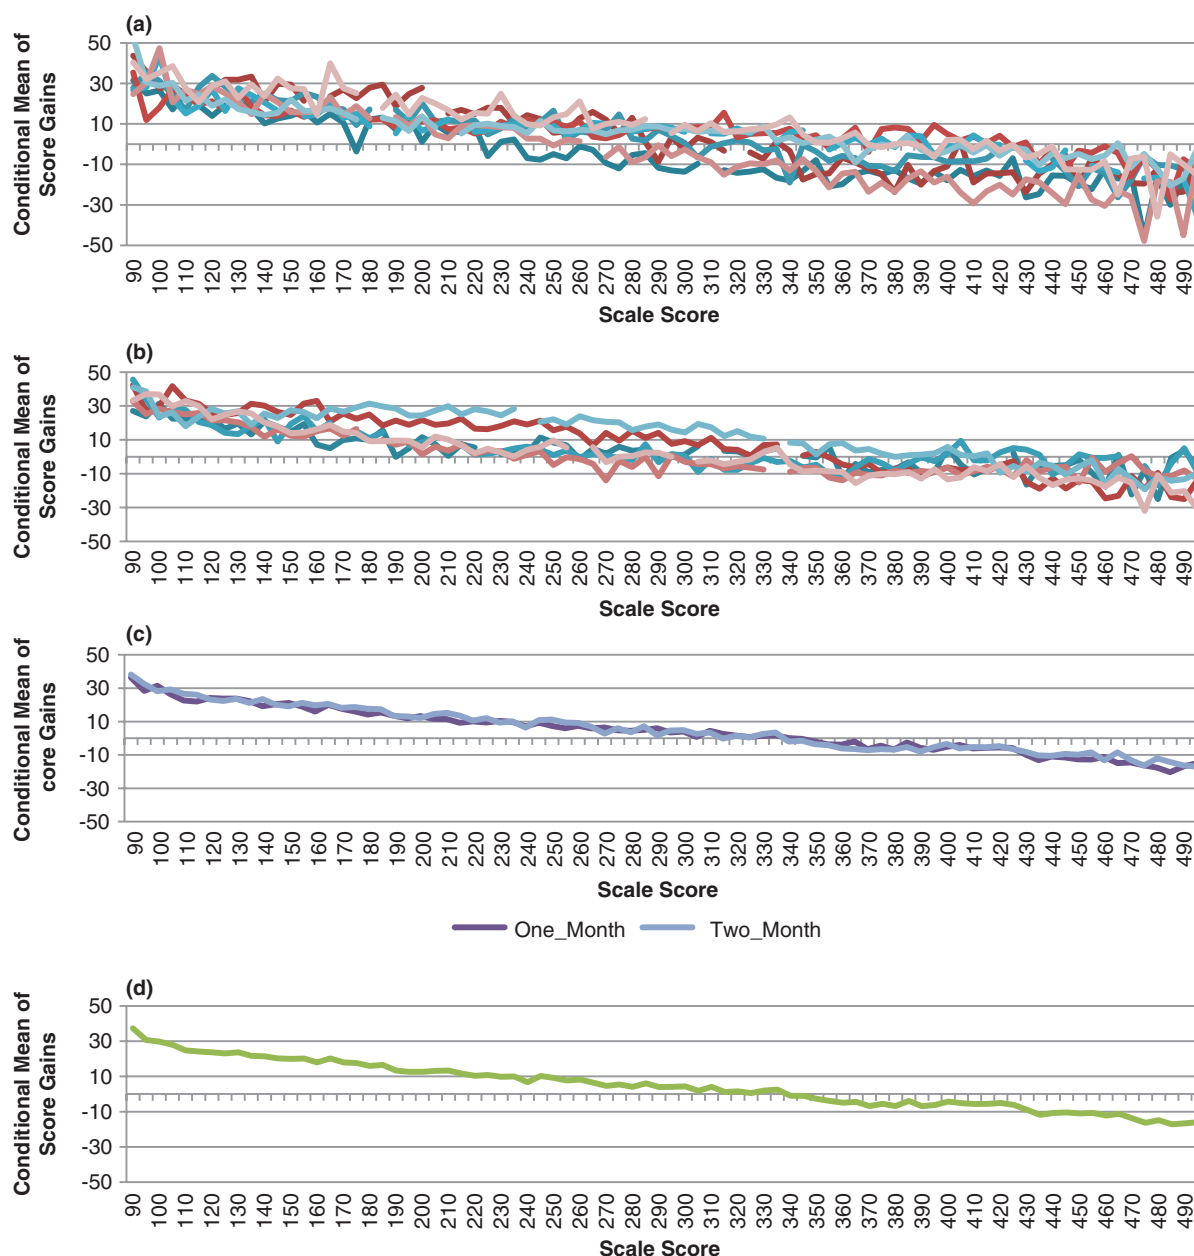 (a)
Conditional Mean of
Score Gains
50
30
10
-10
-30
-50
90 100 110 120 130 140 150 160 170 180 190 200 210 220 230 240 250 260 270 280 290 300 310 320 330 340 350 360 370 380 390 400 410 420 430 440 450 460 470 480 490
Scale Score
(b)
Conditional Mean of
Score Gains
50
30
10
-10
-30
-50
90 100 110 120 130 140 150 160 170 180 190 200 210 220 230 240 250 260 270 280 290 300 310 320 330 340 350 360 370 380 390 400 410 420 430 440 450 460 470 480 490
Scale Score
(c)
Conditional Mean of
core Gains
50
30
10
-10
-30
-50
90 100 110 120 130 140 150 160 170 180 190 200 210 220 230 240 250 260 270 280 290 300 310 320 330 340 350 360 370 380 390 400 410 420 430 440 450 460 470 480 490
Scale Score
One_Month Two_Month
(d)
Conditional Mean of
Score Gains
50
30
10
-10
-30
-50
90 100 110 120 130 140 150 160 170 180 190 200 210 220 230 240 250 260 270 280 290 300 310 320 330 340 350 360 370 380 390 400 410 420 430 440 450 460 470 480 490
Scale Score